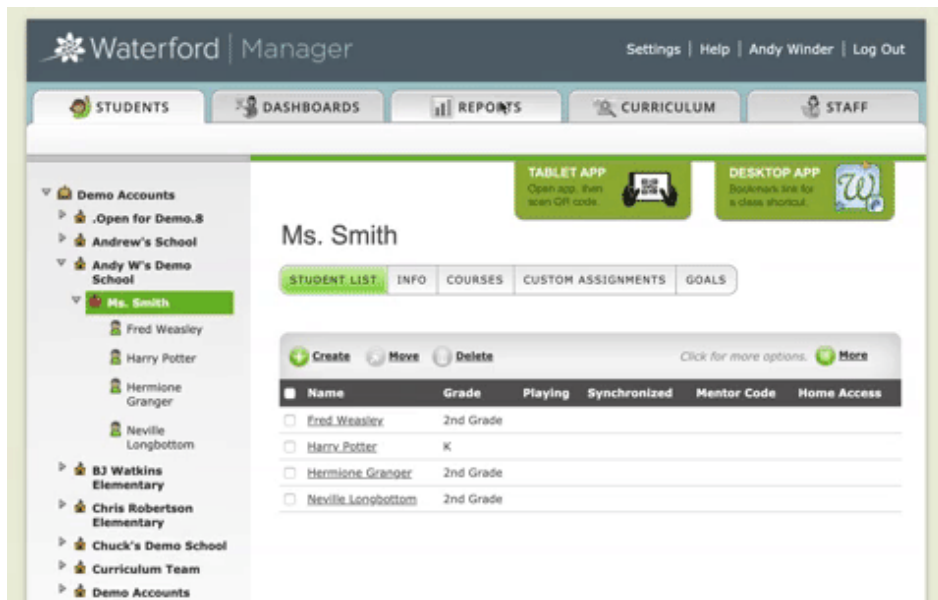 Waterford | Manager
Settings | Help | Andy Winder | Log Out
STUDENTS
DASHBOARDS
REPORTS
CURRICULUM
STAFF
TABLET APP
Open app, then
scan QR code.
DESKTOP APP
Bookmark link for
a class shortcut.
Demo Accounts
.Open for Demo.8
Andrew's School
Andy W's Demo
School
Ms. Smith
Fred Weasley
Harry Potter
Hermione
Granger
Neville
Longbottom
BJ Watkins
Elementary
Chris Robertson
Elementary
Chuck's Demo School
Curriculum Team
Demo Accounts
Ms. Smith
STUDENT LIST
INFO
COURSES
CUSTOM ASSIGNMENTS
GOALS
Create Move Delete Click for more options. More
Name Grade Playing Synchronized Mentor Code Home Access
Fred Weasley 2nd Grade
Harry Potter K
Hermione Granger 2nd Grade
Neville Longbottom 2nd Grade